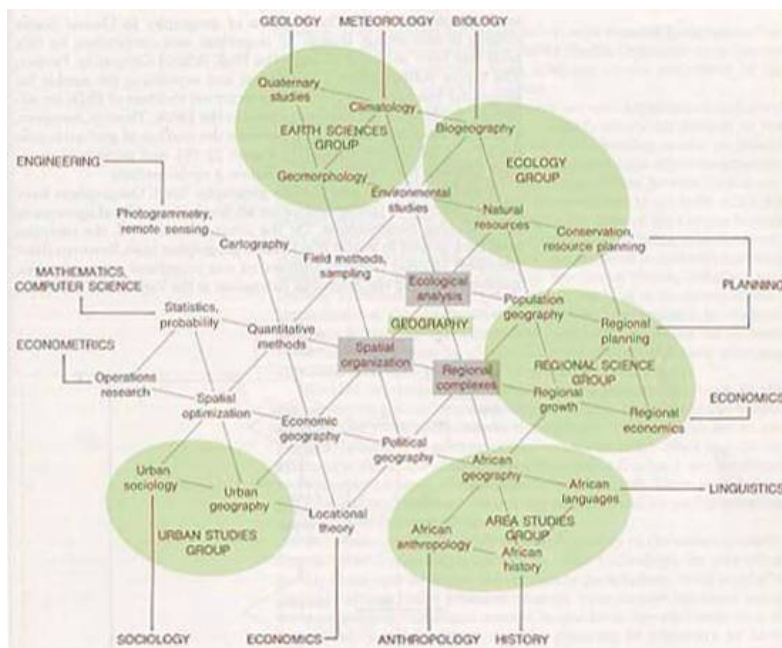 GEOLOGY METEOROLOGY BIOLOGY
Quaternary
studies
Climatology
EARTH SCIENCES
GROUP
Biogeography
ECOLOGY
GROUP
ENGINEERING
Geomorphology
Environmental
studies
Photogrammetry,
remote sensing
Natural
resources
Conservation,
resource planning
Cartography
Field methods,
sampling
MATHEMATICS,
COMPUTER SCIENCE
Ecological
analysis
PLANNING
Statistics,
probability
Population
geography
GEOGRAPHY
Regional
planning
Quantitative
methods
ECONOMETRICS
Spatial
organization
Regional
complexes
REGIONAL SCIENCE
GROUP
Operations
research
Spatial
optimization
Regional
growth
ECONOMICS
Regional
economics
Economic
geography
Political
geography
Urban
sociology
African
geography
African
languages
LINGUISTICS
Urban
geography
Locational
theory
URBAN STUDIES
GROUP
AREA STUDIES
GROUP
African
anthropology
African
history
SOCIOLOGY ECONOMICS ANTHROPOLOGY HISTORY